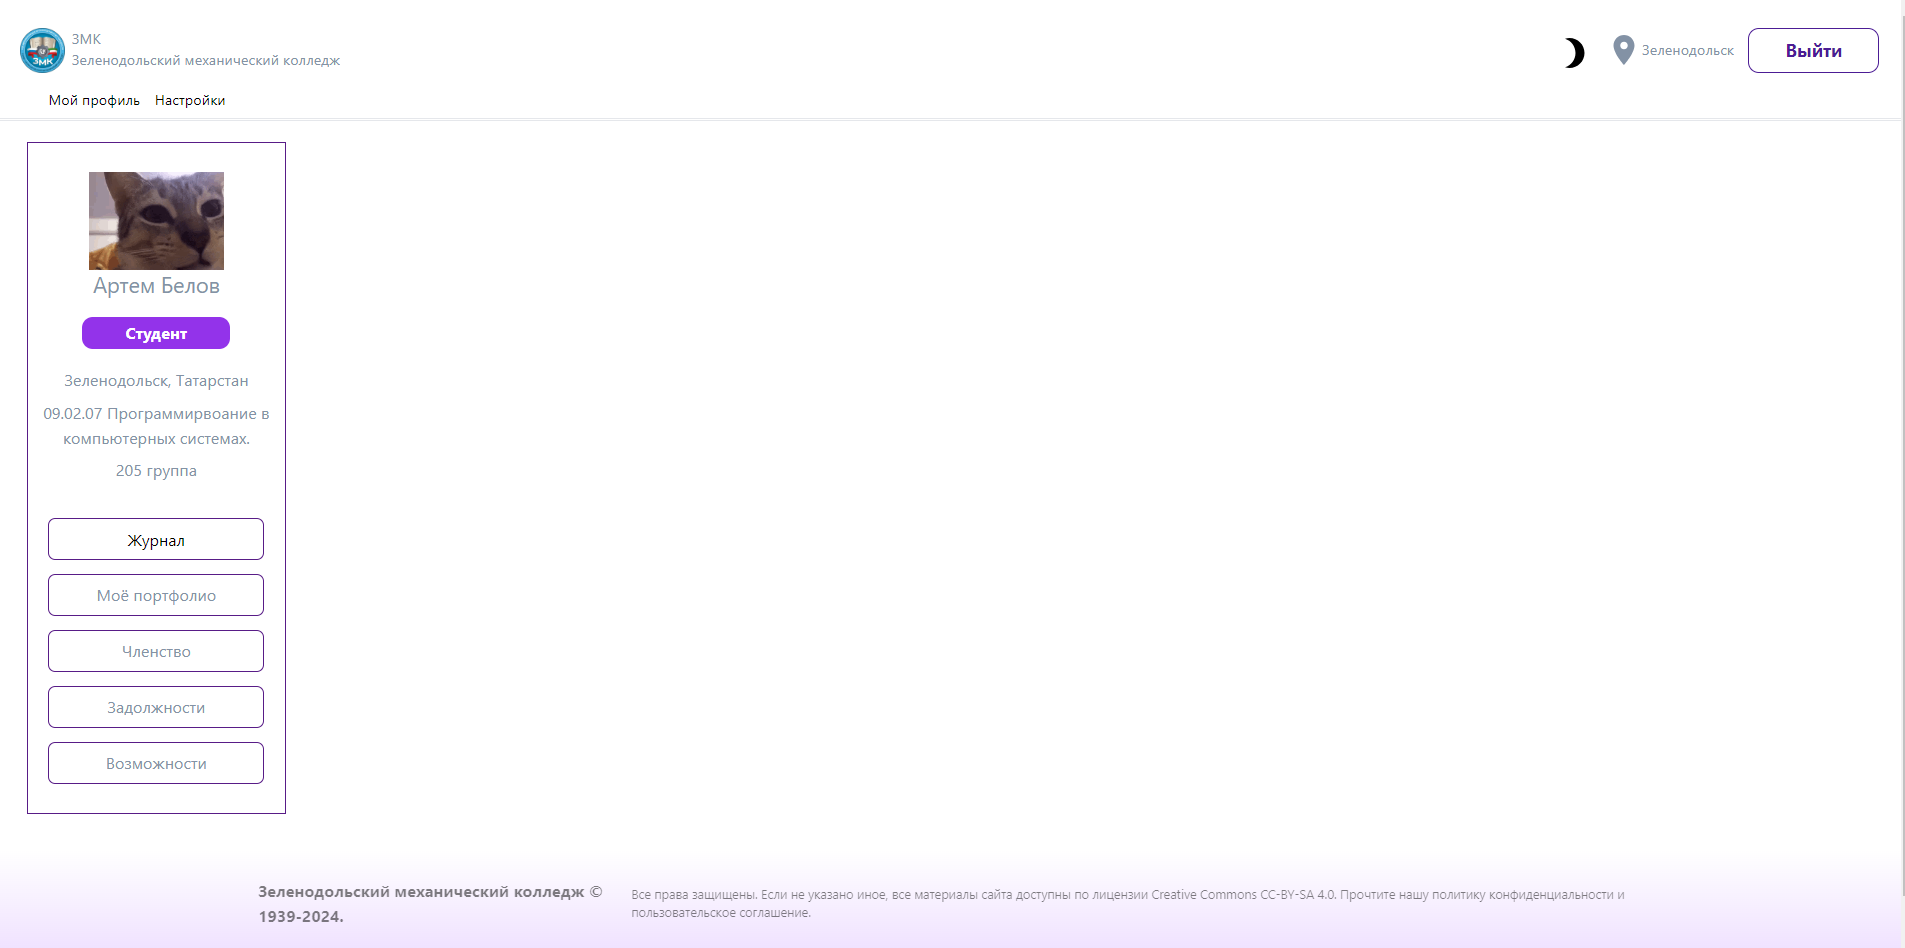 ЗМК
ЗМК
Зеленодольский механический колледж
Зеленодольск
Выйти
Мой профиль Настройки
Артем Белов
Студент
Зеленодольск, Татарстан
09.02.07 Программирвоание в
компьютерных системах.
205 группа
Журнал
Моё портфолио
Членство
Задолжности
Возможности
Зеленодольский механический колледж ©
1939-2024.
Все права защищены. Если не указано иное, все материалы сайта доступны по лицензии Creative Commons CC-BY-SA 4.0. Прочтите нашу политику конфиденциальности и
пользовательское соглашение.